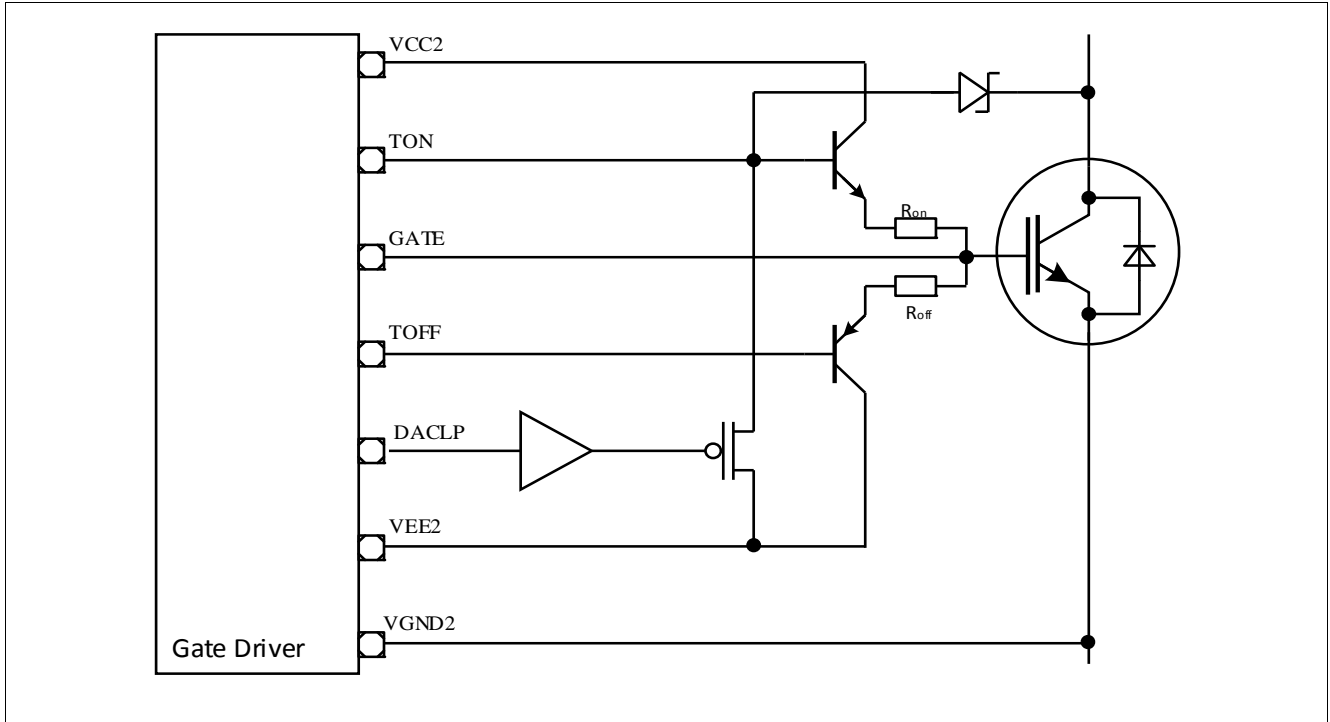 VCC2
TON
Ron
GATE
Roff
TOFF
DACLP
VEE2
VGND2
Gate Driver